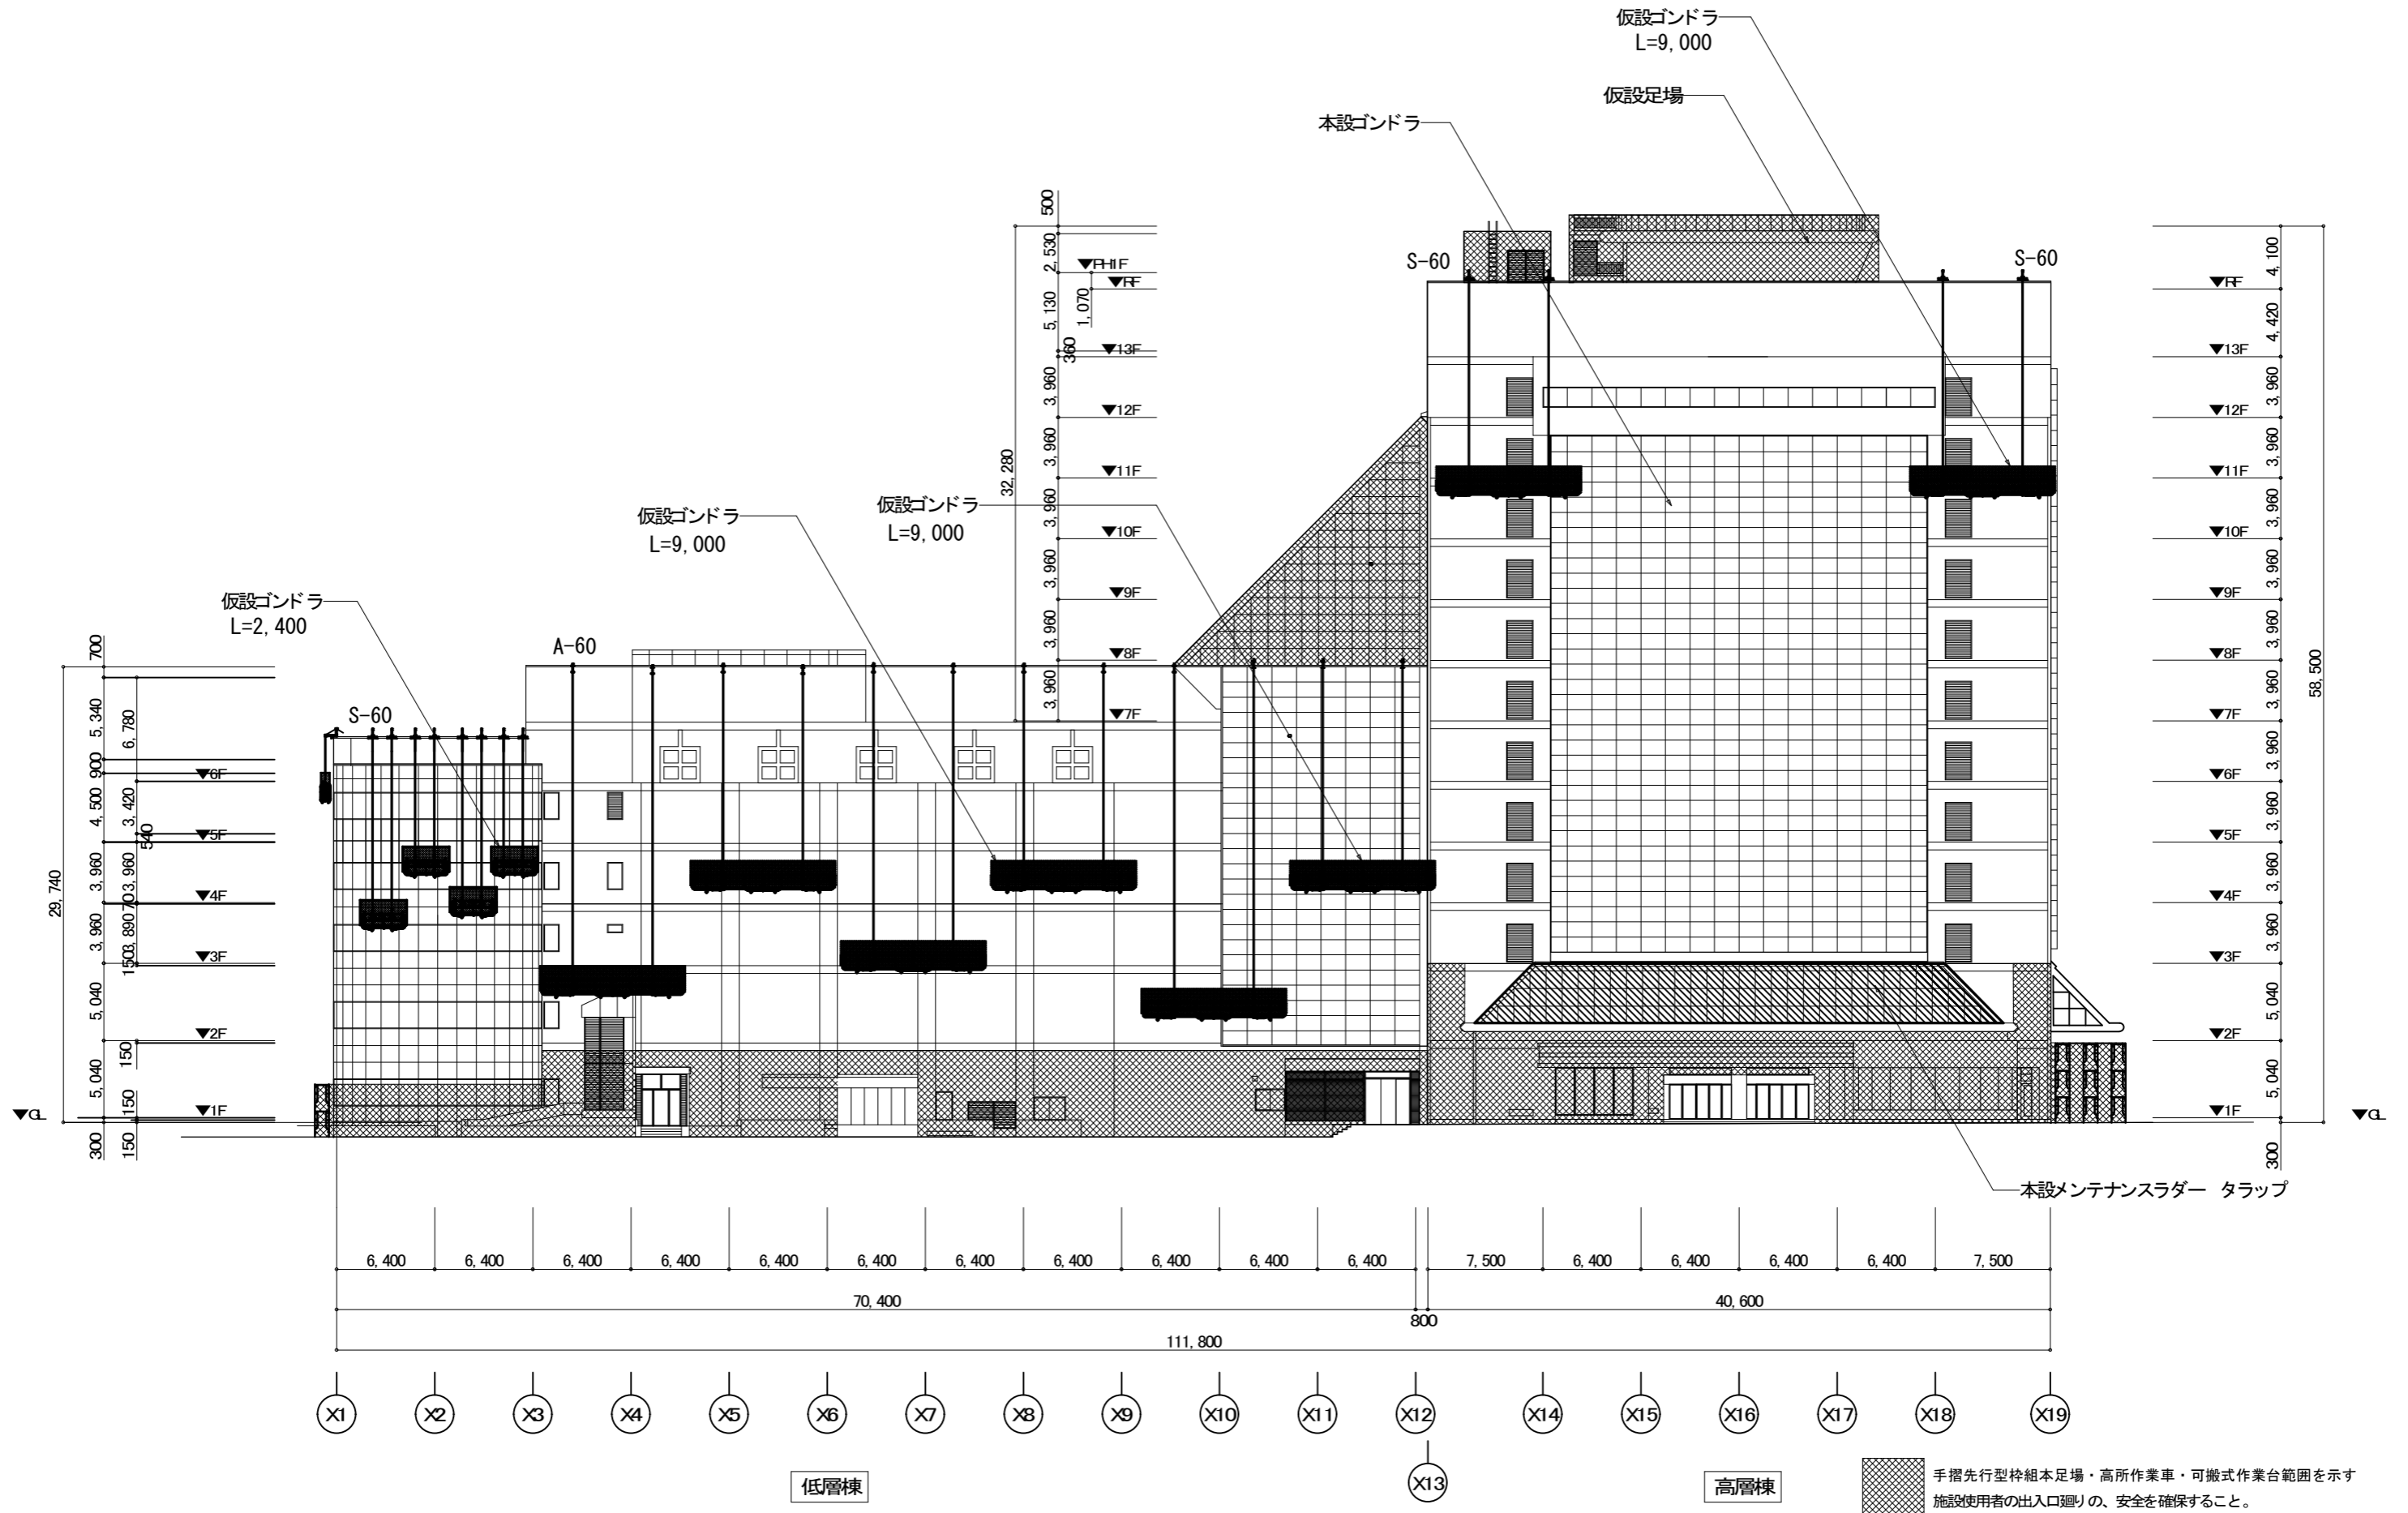 仮設ゴンドラ
L=9,000
仮設足場
本設ゴンドラ
S-60
S-60
仮設ゴンドラ
L=9,000
仮設ゴンドラ
L=9,000
仮設ゴンドラ
L=2,400
A-60
S-60
500
2,530
5,130
360
3,960
3,960
3,960
3,960
3,960
3,960
1,070
32,280
▼PH1F
▼RF
▼13F
▼12F
▼11F
▼10F
▼9F
▼8F
▼7F
700
5,340
900
4,500
3,960
3,960
5,040
5,040
300
6,780
3,420
540
3,960
70
3,890
150
150
150
150
29,740
▼6F
▼5F
▼4F
▼3F
▼2F
▼1F
▼GL
▼RF
▼13F
▼12F
▼11F
▼10F
▼9F
▼8F
▼7F
▼6F
▼5F
▼4F
▼3F
▼2F
▼1F
4,100
4,420
3,960
3,960
3,960
3,960
3,960
3,960
3,960
3,960
3,960
3,960
5,040
5,040
300
58,500
▼GL
本設メンテナンスラダー タラップ
6,400 6,400 6,400 6,400 6,400 6,400 6,400 6,400 6,400 6,400 6,400 7,500 6,400 6,400 6,400 6,400 7,500
70,400 800 40,600
111,800
X1 X2 X3 X4 X5 X6 X7 X8 X9 X10 X11 X12 X14 X15 X16 X17 X18 X19
X13
低層棟
高層棟
手摺先行型枠組本足場・高所作業車・可搬式作業台範囲を示す
施設使用者の出入口廻りの、安全を確保すること。